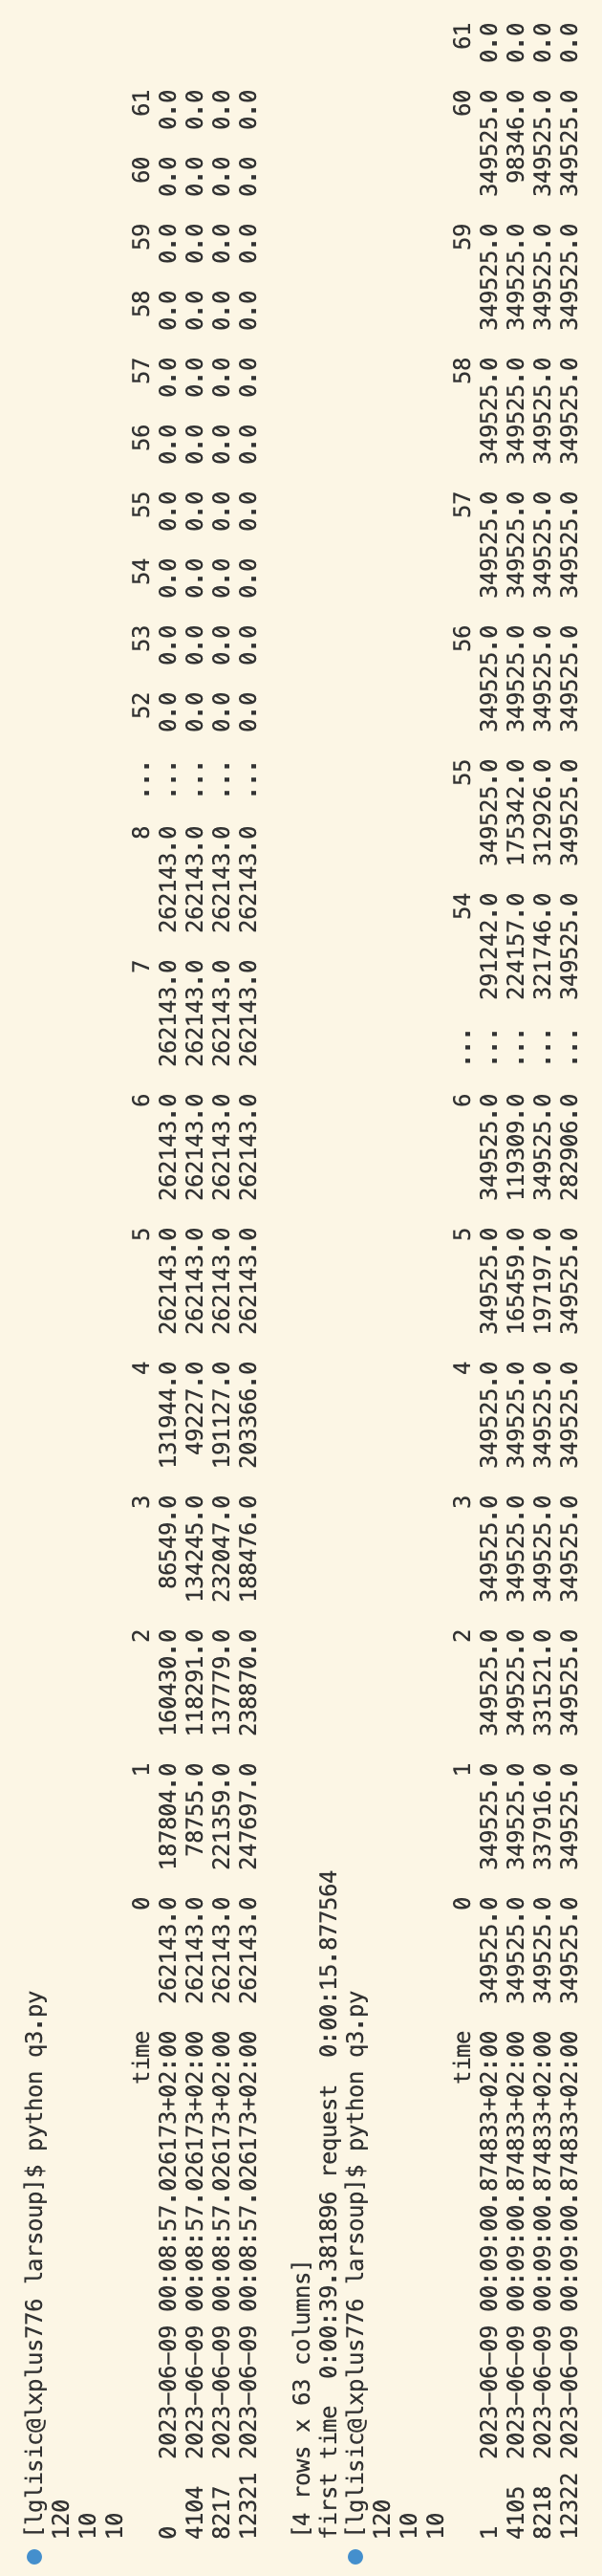 [lglisic@lxplus776 larsoup]$ python q3.py
120
10
10
time 0 1 2 3 4 5 6 7 8 ... 52 53 54 55 56 57 58 59 60 61
0 2023-06-09 00:08:57.026173+02:00 262143.0 187804.0 160430.0 86549.0 131944.0 262143.0 262143.0 262143.0 262143.0 ... 0.0 0.0 0.0 0.0 0.0 0.0 0.0 0.0 0.0 0.0
4104 2023-06-09 00:08:57.026173+02:00 262143.0 78755.0 118291.0 134245.0 49227.0 262143.0 262143.0 262143.0 262143.0 ... 0.0 0.0 0.0 0.0 0.0 0.0 0.0 0.0 0.0 0.0
8217 2023-06-09 00:08:57.026173+02:00 262143.0 221359.0 137779.0 232047.0 191127.0 262143.0 262143.0 262143.0 262143.0 ... 0.0 0.0 0.0 0.0 0.0 0.0 0.0 0.0 0.0 0.0
12321 2023-06-09 00:08:57.026173+02:00 262143.0 247697.0 238870.0 188476.0 203366.0 262143.0 262143.0 262143.0 262143.0 ... 0.0 0.0 0.0 0.0 0.0 0.0 0.0 0.0 0.0 0.0
[4 rows x 63 columns]
first time 0:00:39.381896 request 0:00:15.877564
[lglisic@lxplus776 larsoup]$ python q3.py
120
10
10
time 0 1 2 3 4 5 6 ... 54 55 56 57 58 59 60 61
1 2023-06-09 00:09:00.874833+02:00 349525.0 349525.0 349525.0 349525.0 349525.0 349525.0 349525.0 ... 291242.0 349525.0 349525.0 349525.0 349525.0 349525.0 349525.0 0.0
4105 2023-06-09 00:09:00.874833+02:00 349525.0 349525.0 349525.0 349525.0 349525.0 165459.0 119309.0 ... 224157.0 175342.0 349525.0 349525.0 349525.0 349525.0 98346.0 0.0
8218 2023-06-09 00:09:00.874833+02:00 349525.0 337916.0 331521.0 349525.0 349525.0 197197.0 349525.0 ... 321746.0 312926.0 349525.0 349525.0 349525.0 349525.0 349525.0 0.0
12322 2023-06-09 00:09:00.874833+02:00 349525.0 349525.0 349525.0 349525.0 349525.0 349525.0 282906.0 ... 349525.0 349525.0 349525.0 349525.0 349525.0 349525.0 349525.0 0.0